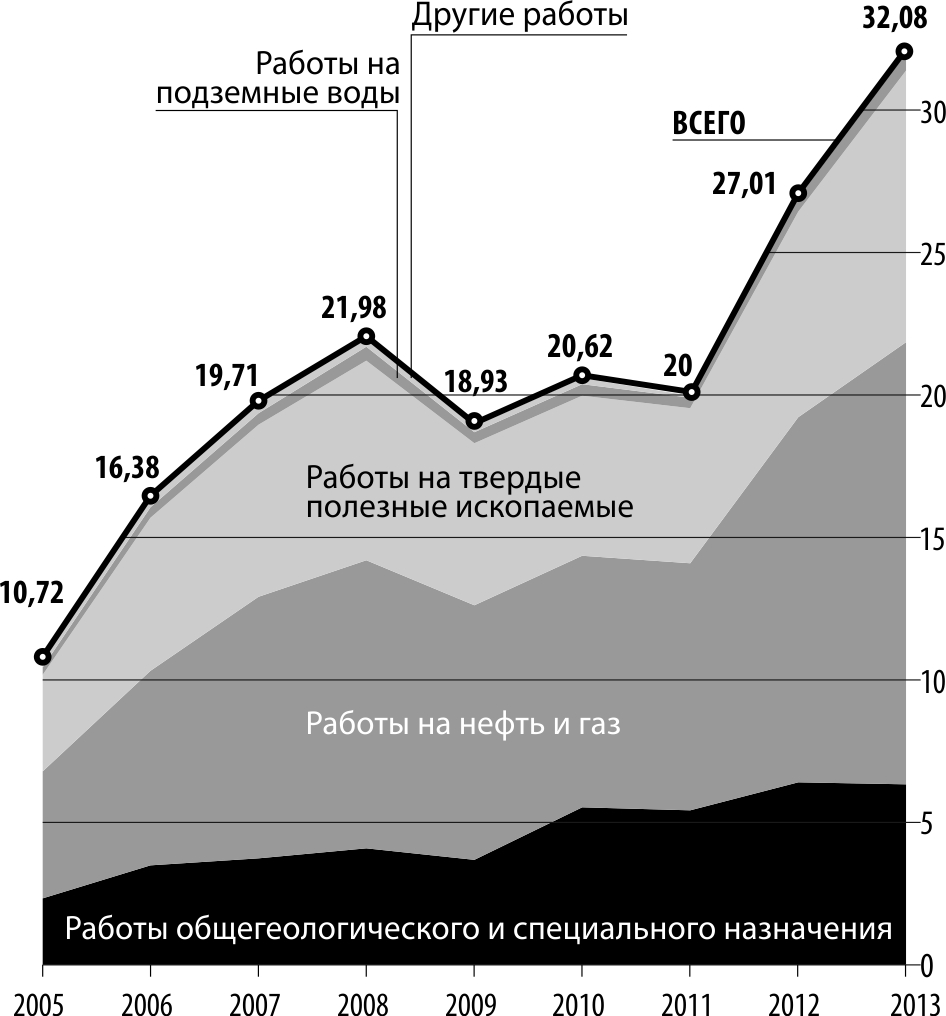 Другие работы
32,08
Работы на
подземные воды
30
ВСЕГО
27,01
25
21,98
20,62
20
19,71
18,93
20
16,38
Работы на твердые
полезные ископаемые
15
10,72
10
Работы на нефть и газ
5
Работы общегеологического и специального назначения
0
2005 2006 2007 2008 2009 2010 2011 2012 2013